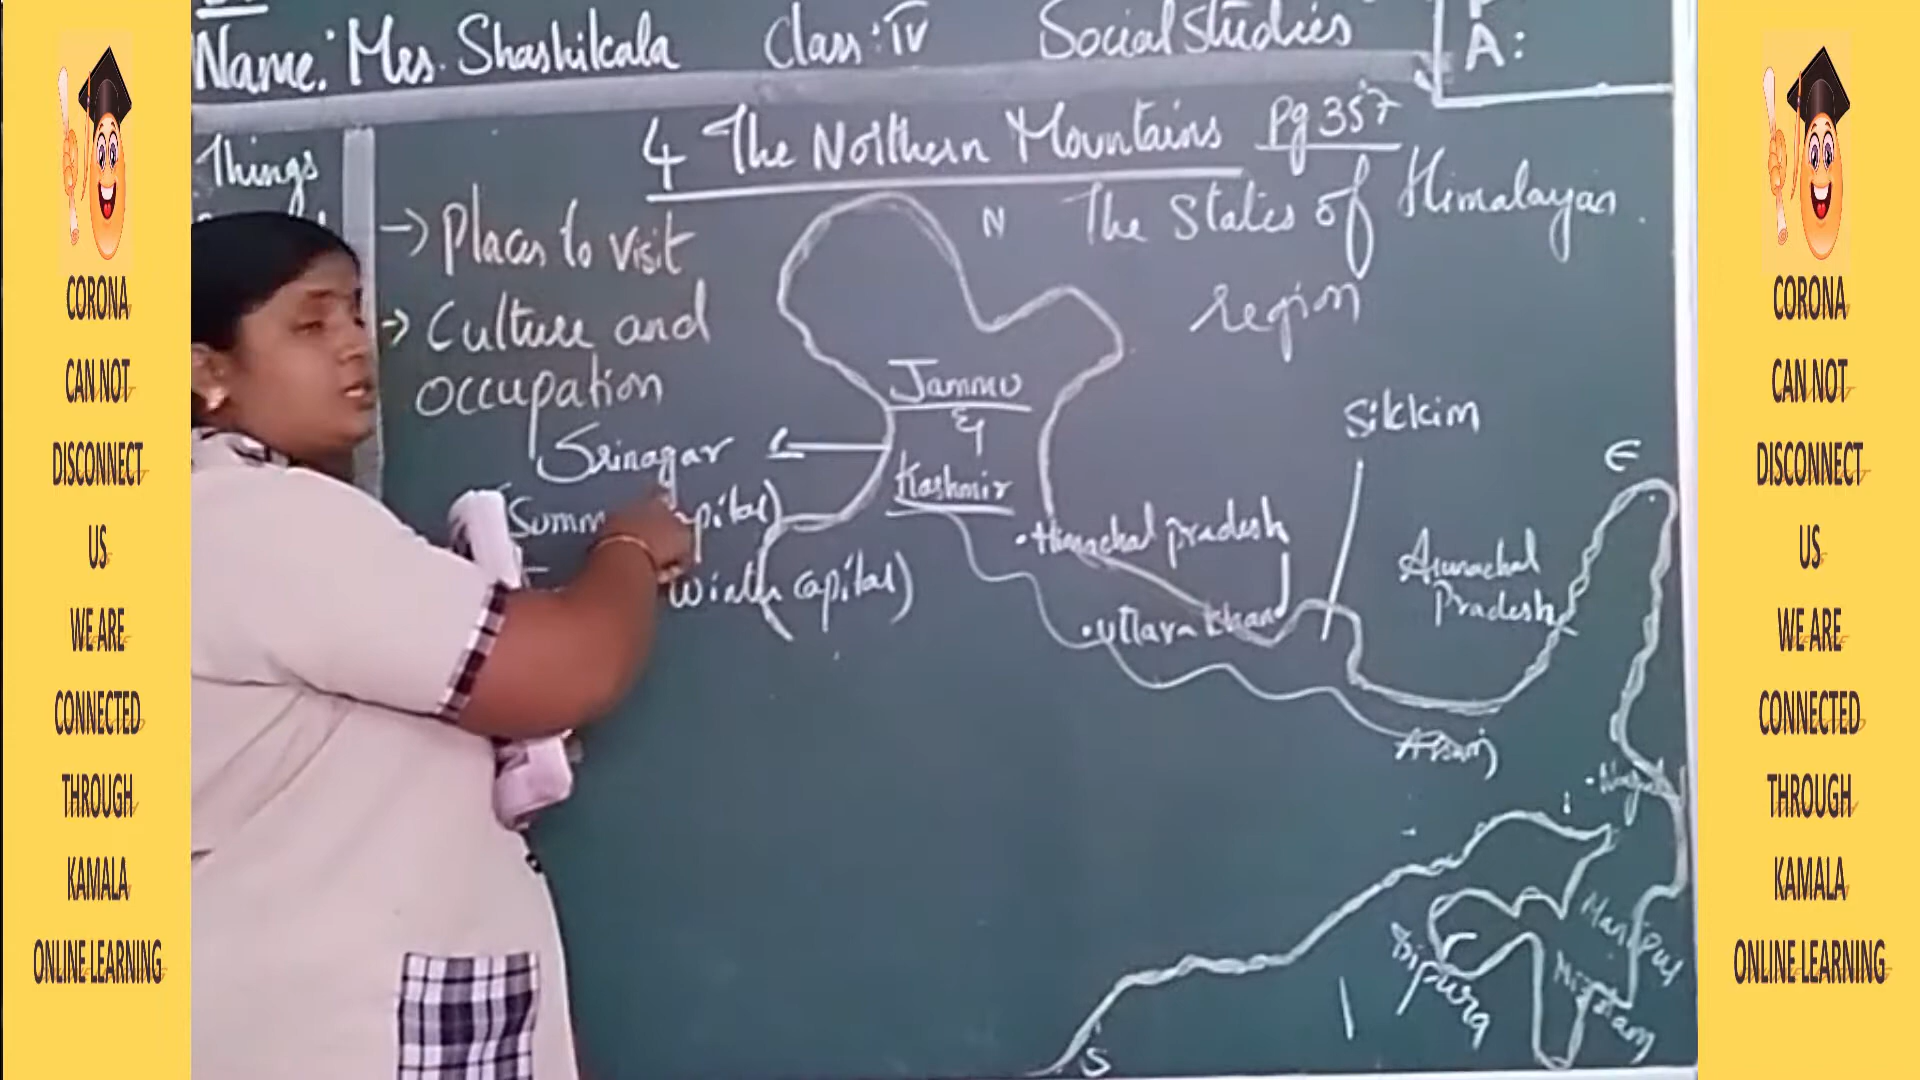 Name: Mrs. Shashikala Class: IV Social Studies
A:
Things
4 The Northern Mountains Pg 357
→ Places to visit
N The States of Himalayan
region
→ Culture and
occupation
Jammu
&
Kashmir
Srinagar
(Summ capital)
Winter capital)
Sikkim
E
• Himachal pradesh
• Uttarakhand
Arunachal
Pradesh
Assam
Manipur
Tripura
Mizoram
S
CORONA
CAN NOT
DISCONNECT
US
WE ARE
CONNECTED
THROUGH
KAMALA
ONLINE LEARNING
CORONA
CAN NOT
DISCONNECT
US
WE ARE
CONNECTED
THROUGH
KAMALA
ONLINE LEARNING